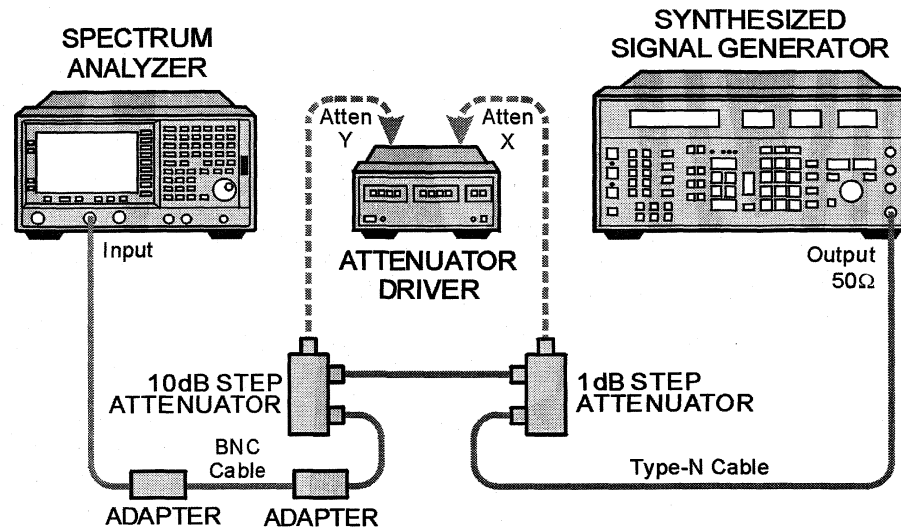 SPECTRUM
ANALYZER
SYNTHESIZED
SIGNAL GENERATOR
Atten
Y
Atten
X
Input
ATTENUATOR
DRIVER
Output
50Ω
10dB STEP
ATTENUATOR
1dB STEP
ATTENUATOR
BNC
Cable
Type-N Cable
ADAPTER
ADAPTER